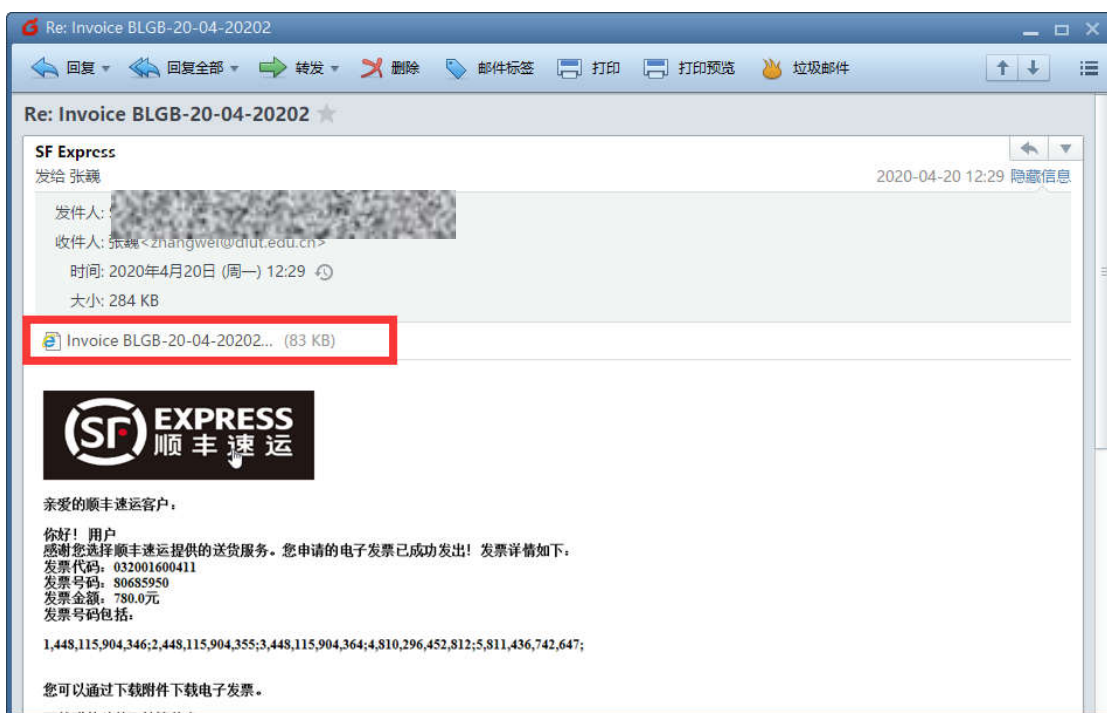 Re: Invoice BLGB-20-04-20202
回复 回复全部 转发 删除 邮件标签 打印 打印预览 垃圾邮件
Re: Invoice BLGB-20-04-20202
SF Express
发给 张巍 2020-04-20 12:29 隐藏信息
发件人:
收件人: 张巍<zhangwei@dlut.edu.cn>
时间: 2020年4月20日 (周一) 12:29
大小: 284 KB
Invoice BLGB-20-04-20202... (83 KB)
SF EXPRESS
顺丰速运
亲爱的顺丰速运客户:
你好! 用户
感谢您选择顺丰速运提供的送货服务。您申请的电子发票已成功发出! 发票详情如下:
发票代码: 032001600411
发票号码: 80685950
发票金额: 780.0元
发票号码包括:
1,448,115,904,346;2,448,115,904,355;3,448,115,904,364;4,810,296,452,812;5,811,436,742,647;
您可以通过下载附件下载电子发票。